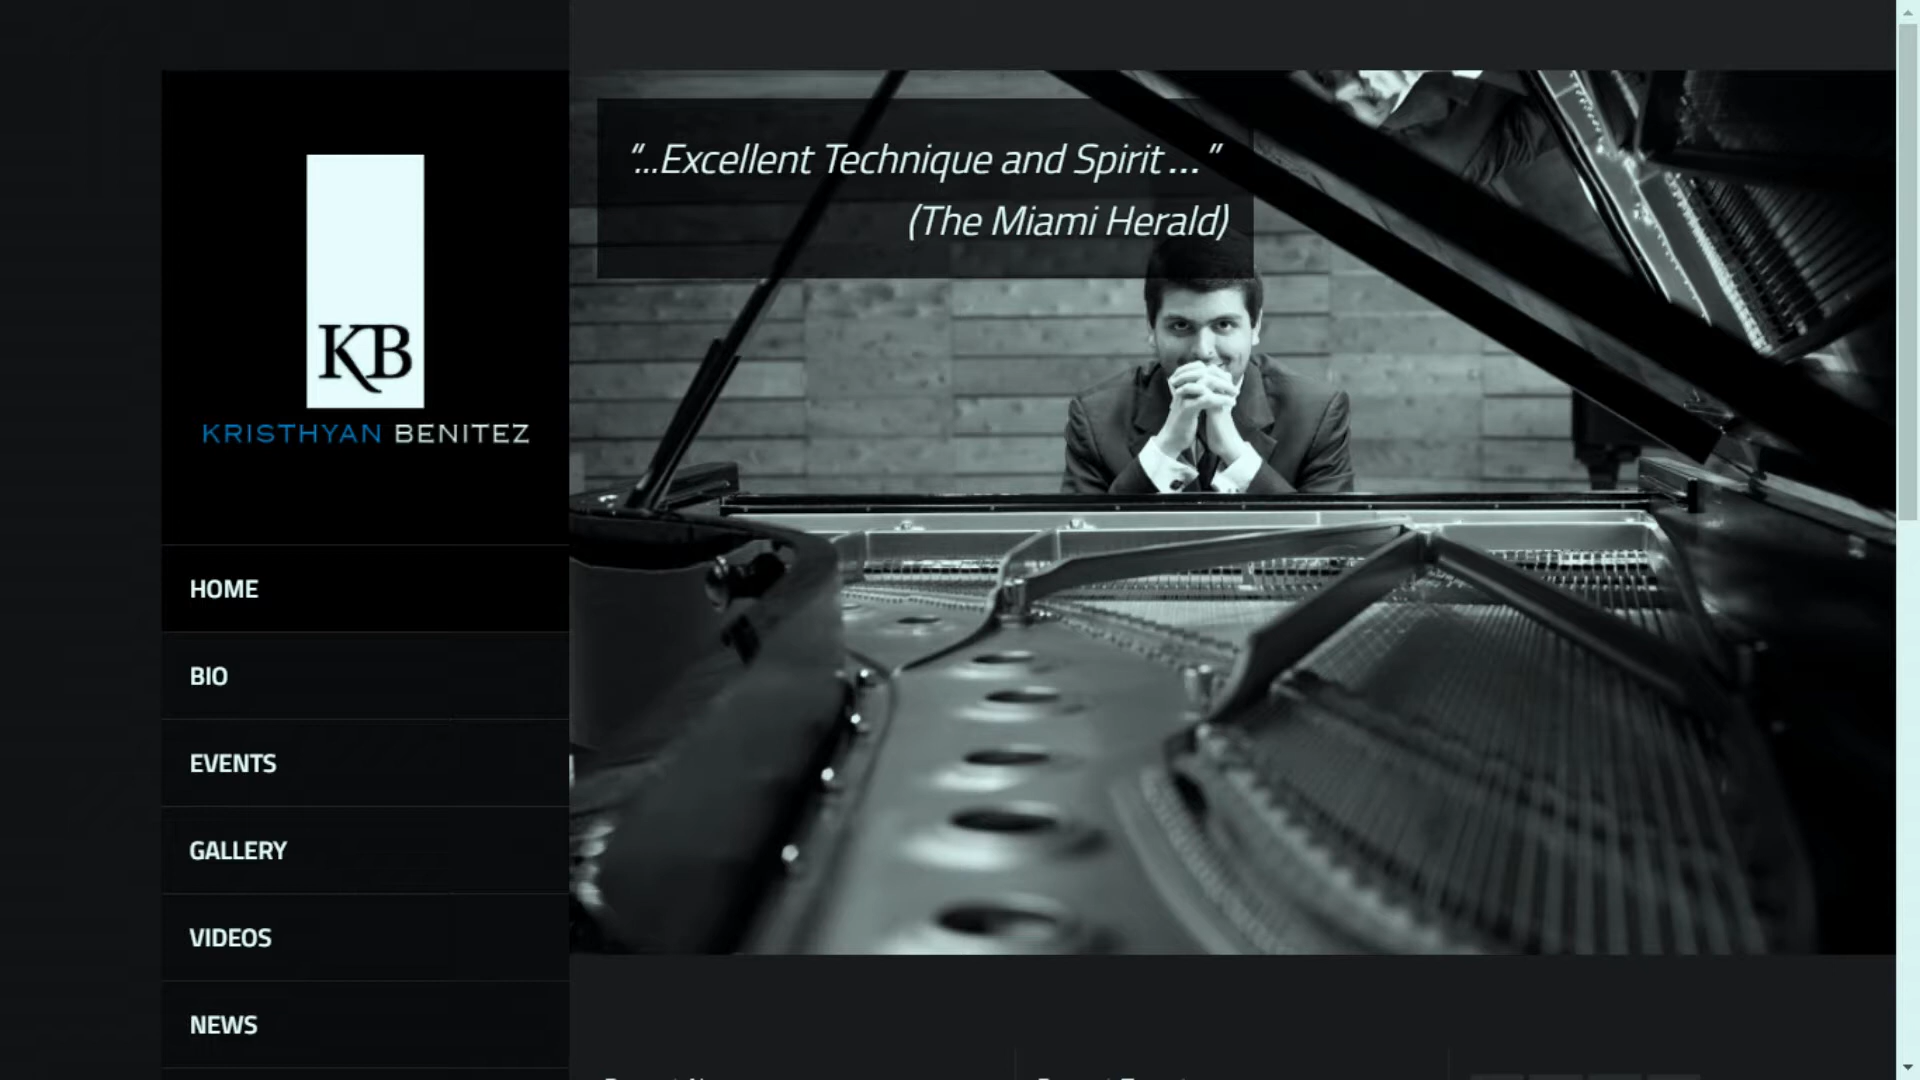 KB
KRISTHYAN BENITEZ
HOME
BIO
EVENTS
GALLERY
VIDEOS
NEWS
“...Excellent Technique and Spirit... ”
(The Miami Herald)